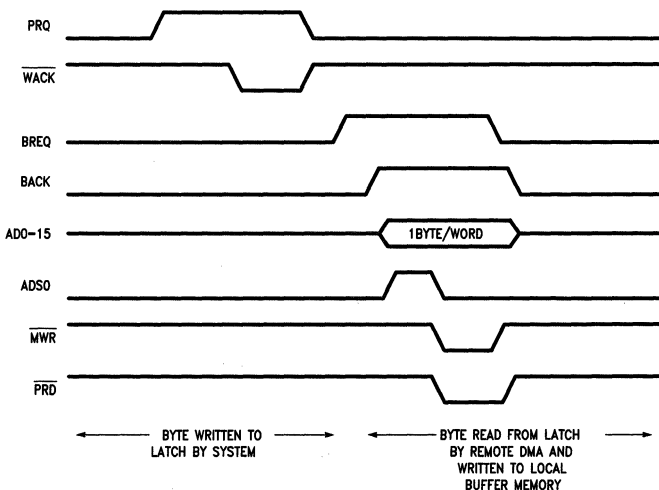 PRQ
WACK
BREQ
BACK
AD0-15
1BYTE/WORD
ADS0
MWR
PRD
BYTE WRITTEN TO
LATCH BY SYSTEM
BYTE READ FROM LATCH
BY REMOTE DMA AND
WRITTEN TO LOCAL
BUFFER MEMORY